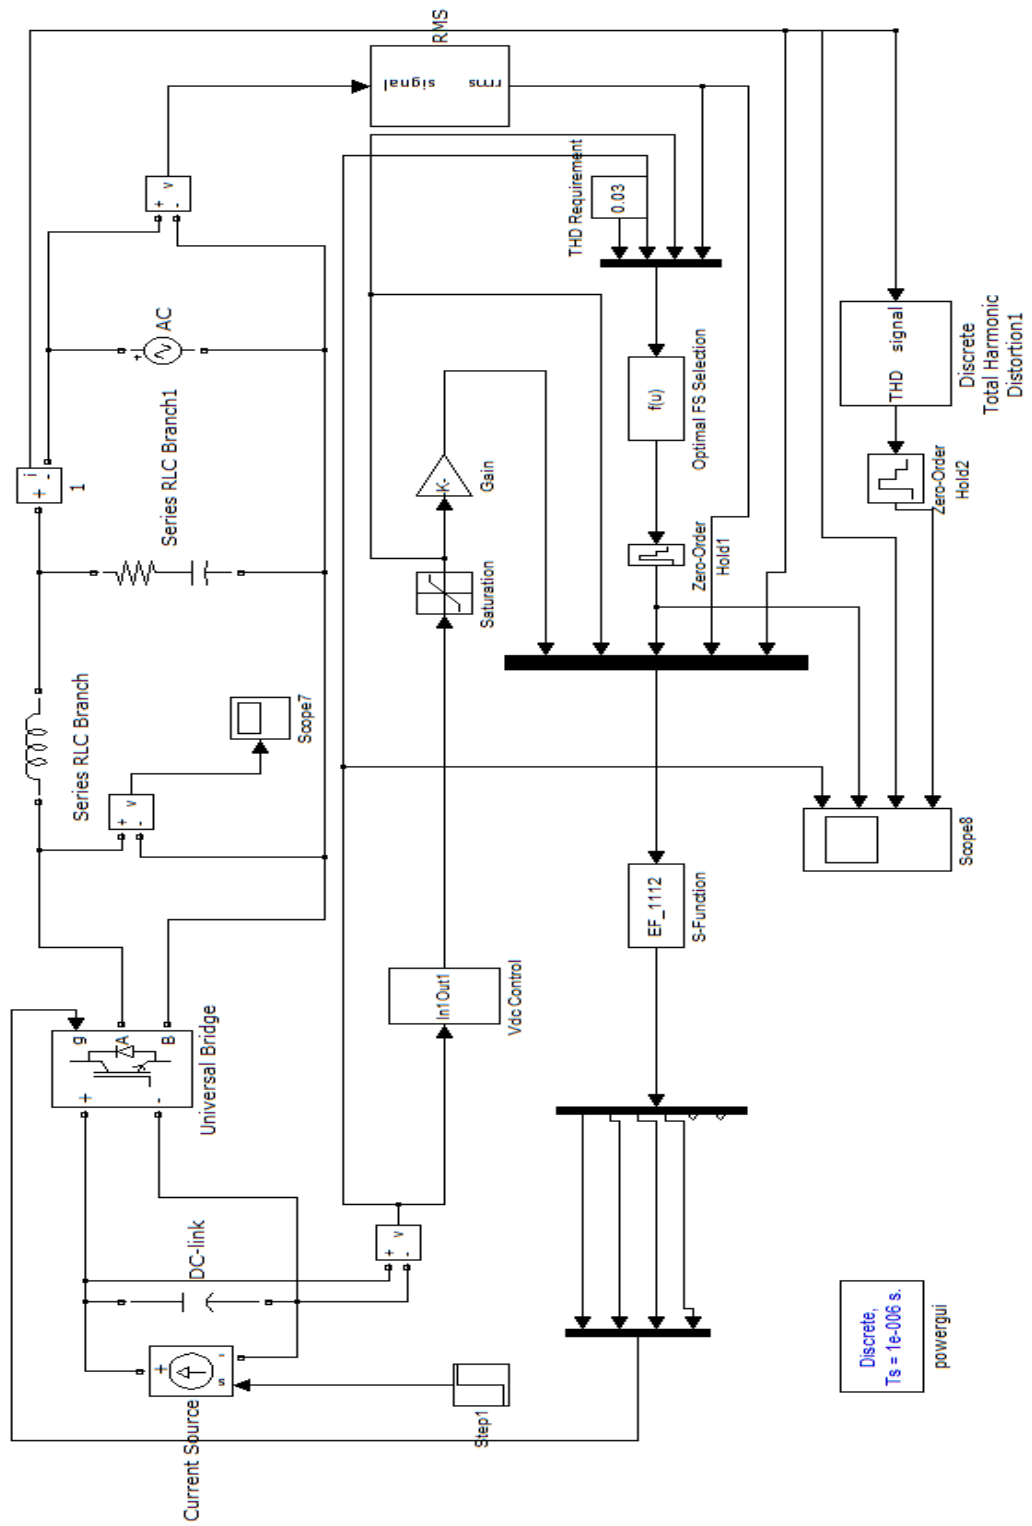 Current Source
+
-
s
Step1
DC-link
+
-
v
Universal Bridge
g
A
B
+
-
Series RLC Branch
+
-
v
Scope7
Series RLC Branch1
+
-
i
1
AC
+
+
-
v
RMS
signal
rms
Vdc Control
In1Out1
Saturation
K-
Gain
THD Requirement
0.03
f(u)
Optimal FS Selection
Zero-Order
Hold1
EF_1112
S-Function
signal
THD
Discrete
Total Harmonic
Distortion1
Zero-Order
Hold2
Scope8
Discrete,
Ts = 1e-006 s.
powergui